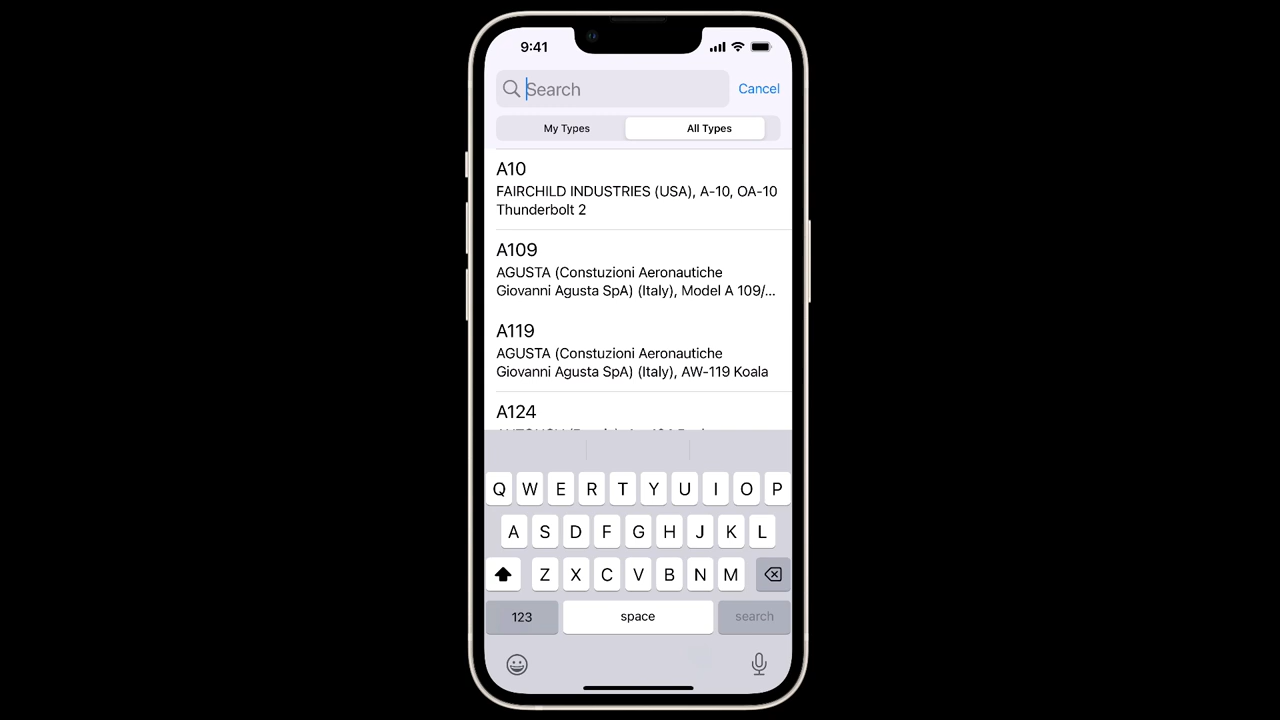 9:41
Search
Cancel
My Types
All Types
A10
FAIRCHILD INDUSTRIES (USA), A-10, OA-10
Thunderbolt 2
A109
AGUSTA (Constuzioni Aeronautiche
Giovanni Agusta SpA) (Italy), Model A 109/...
A119
AGUSTA (Constuzioni Aeronautiche
Giovanni Agusta SpA) (Italy), AW-119 Koala
A124
Q W E R T Y U I O P
A S D F G H J K L
Z X C V B N M
123 space search